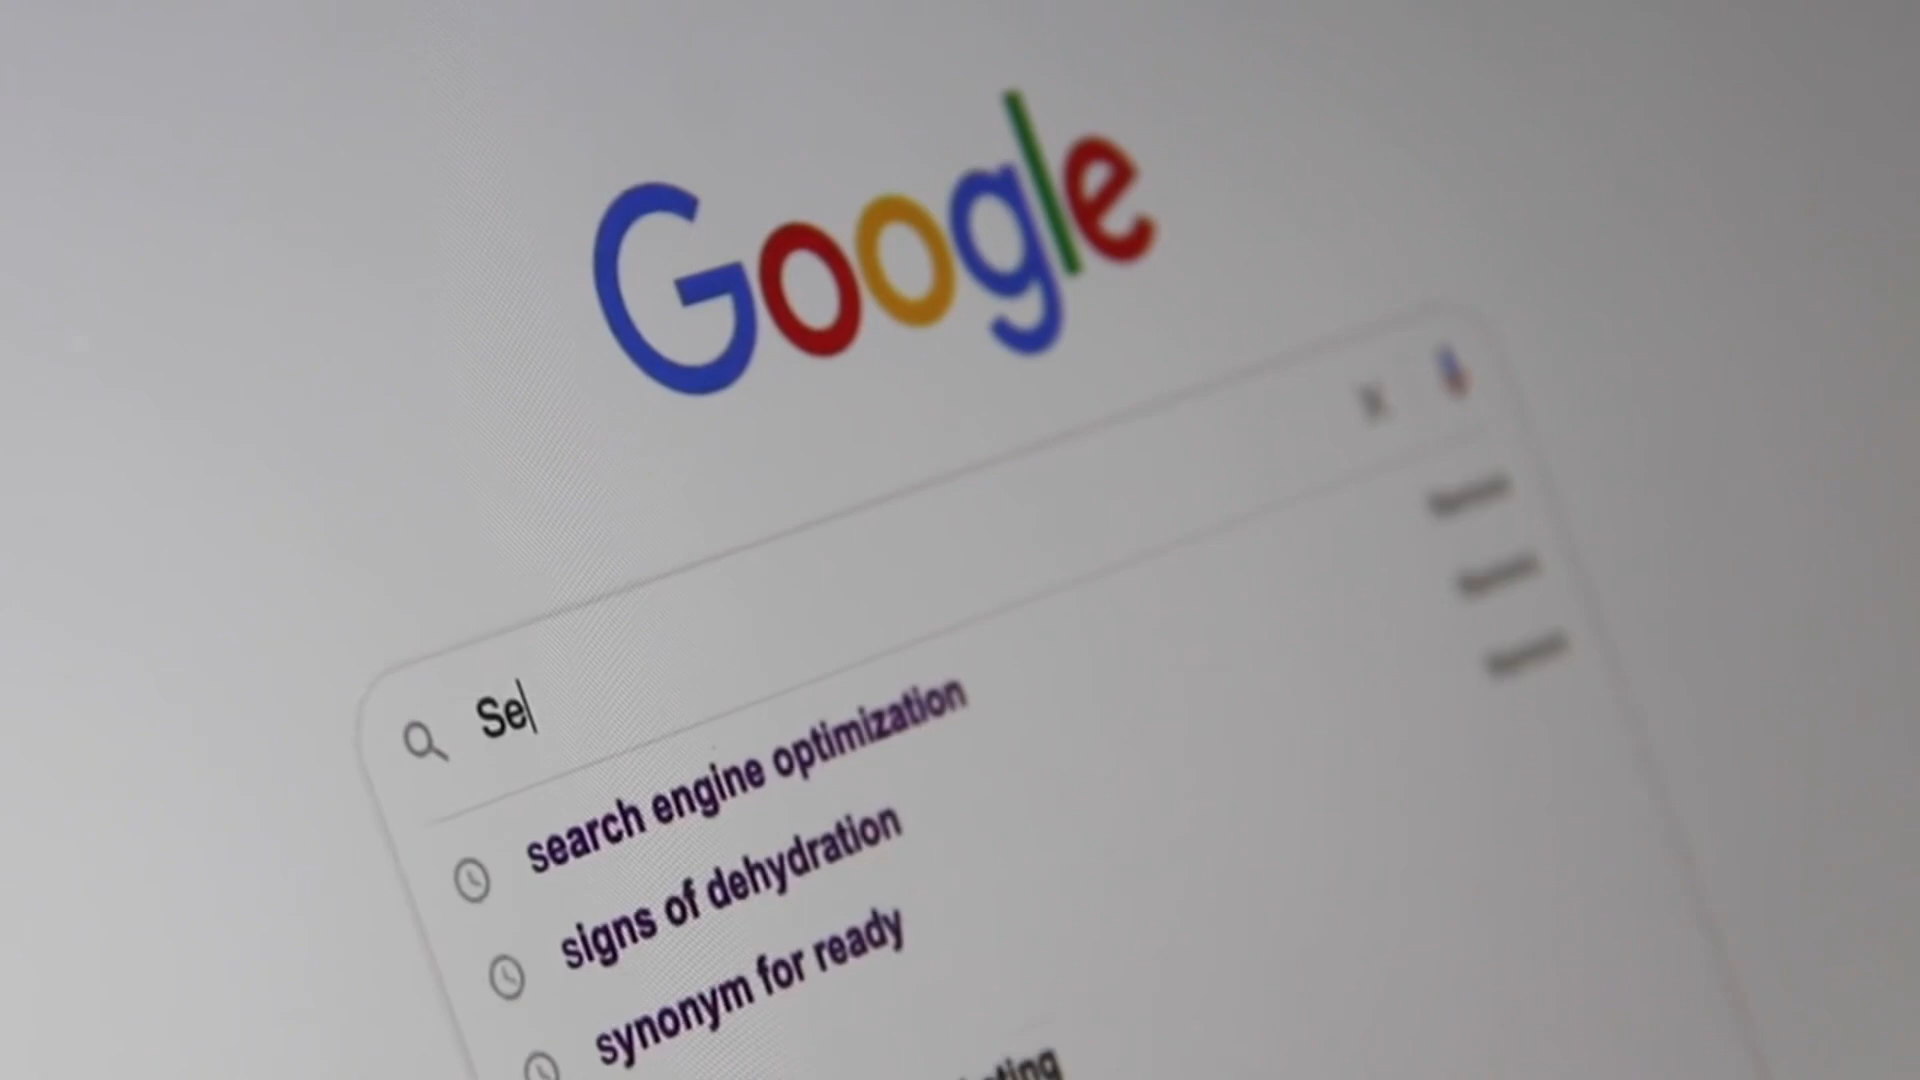 Google
Se
search engine optimization
signs of dehydration
synonym for ready